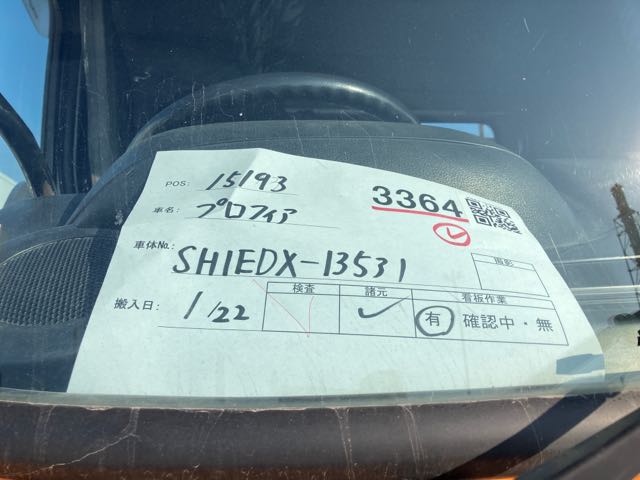 POS: 15193
3364
車名: プロフィア
車体No.: SH1EDX-13531
撮影
搬入日: 1/22
検査 諸元 看板作業
有 確認中・無